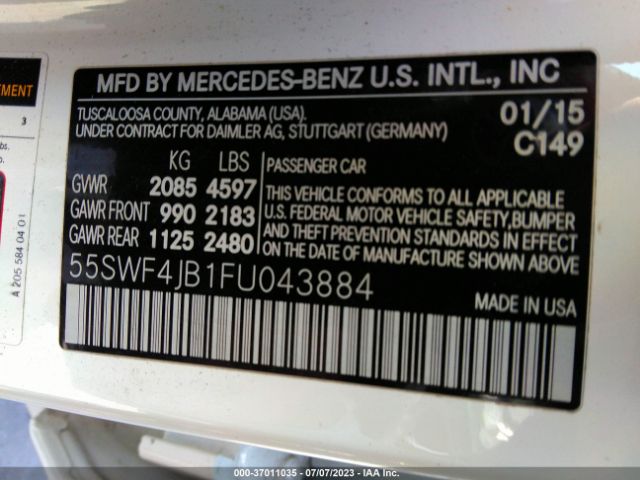 MFD BY MERCEDES-BENZ U.S. INTL., INC
TUSCALOOSA COUNTY, ALABAMA (USA).
UNDER CONTRACT FOR DAIMLER AG, STUTTGART (GERMANY)
01/15
C149
KG LBS
GVWR 2085 4597
GAWR FRONT 990 2183
GAWR REAR 1125 2480
PASSENGER CAR
THIS VEHICLE CONFORMS TO ALL APPLICABLE
U.S. FEDERAL MOTOR VEHICLE SAFETY, BUMPER
AND THEFT PREVENTION STANDARDS IN EFFECT
ON THE DATE OF MANUFACTURE SHOWN ABOVE.
55SWF4JB1FU043884
MADE IN USA
3
A 205 584 04 01
000-37011035 - 07/07/2023 - IAA Inc.